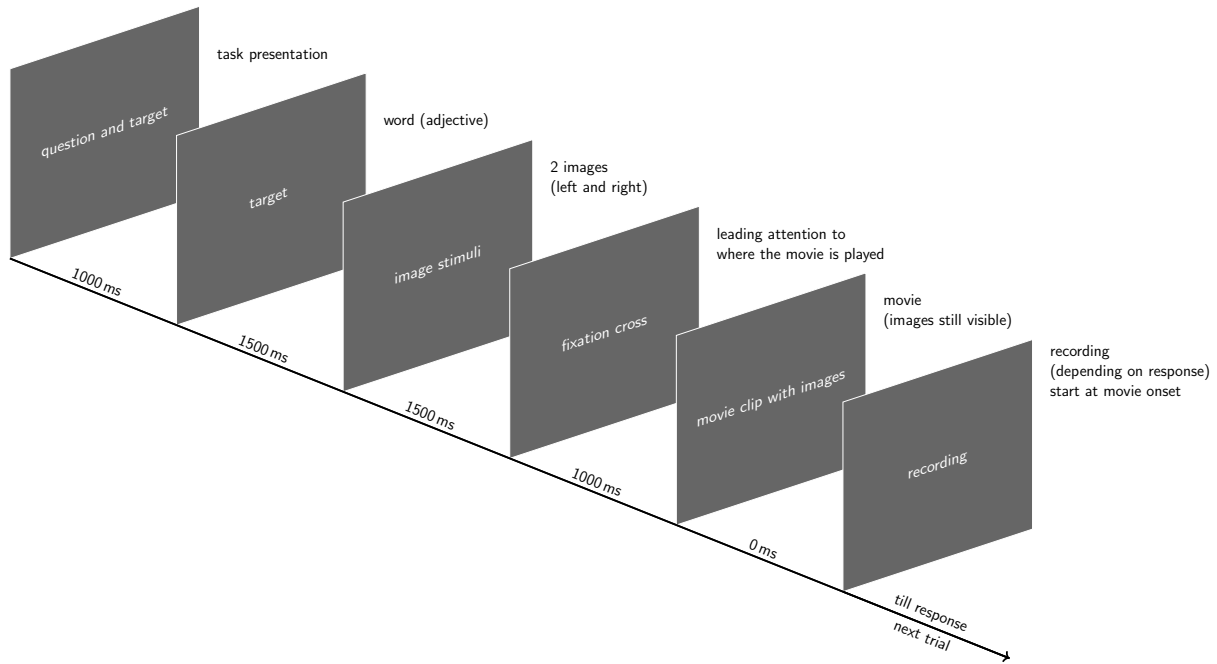 task presentation
question and target
word (adjective)
target
2 images
(left and right)
image stimuli
leading attention to
where the movie is played
fixation cross
movie
(images still visible)
movie clip with images
recording
(depending on response)
start at movie onset
recording
1000 ms
1500 ms
1500 ms
1000 ms
0 ms
till response
next trial